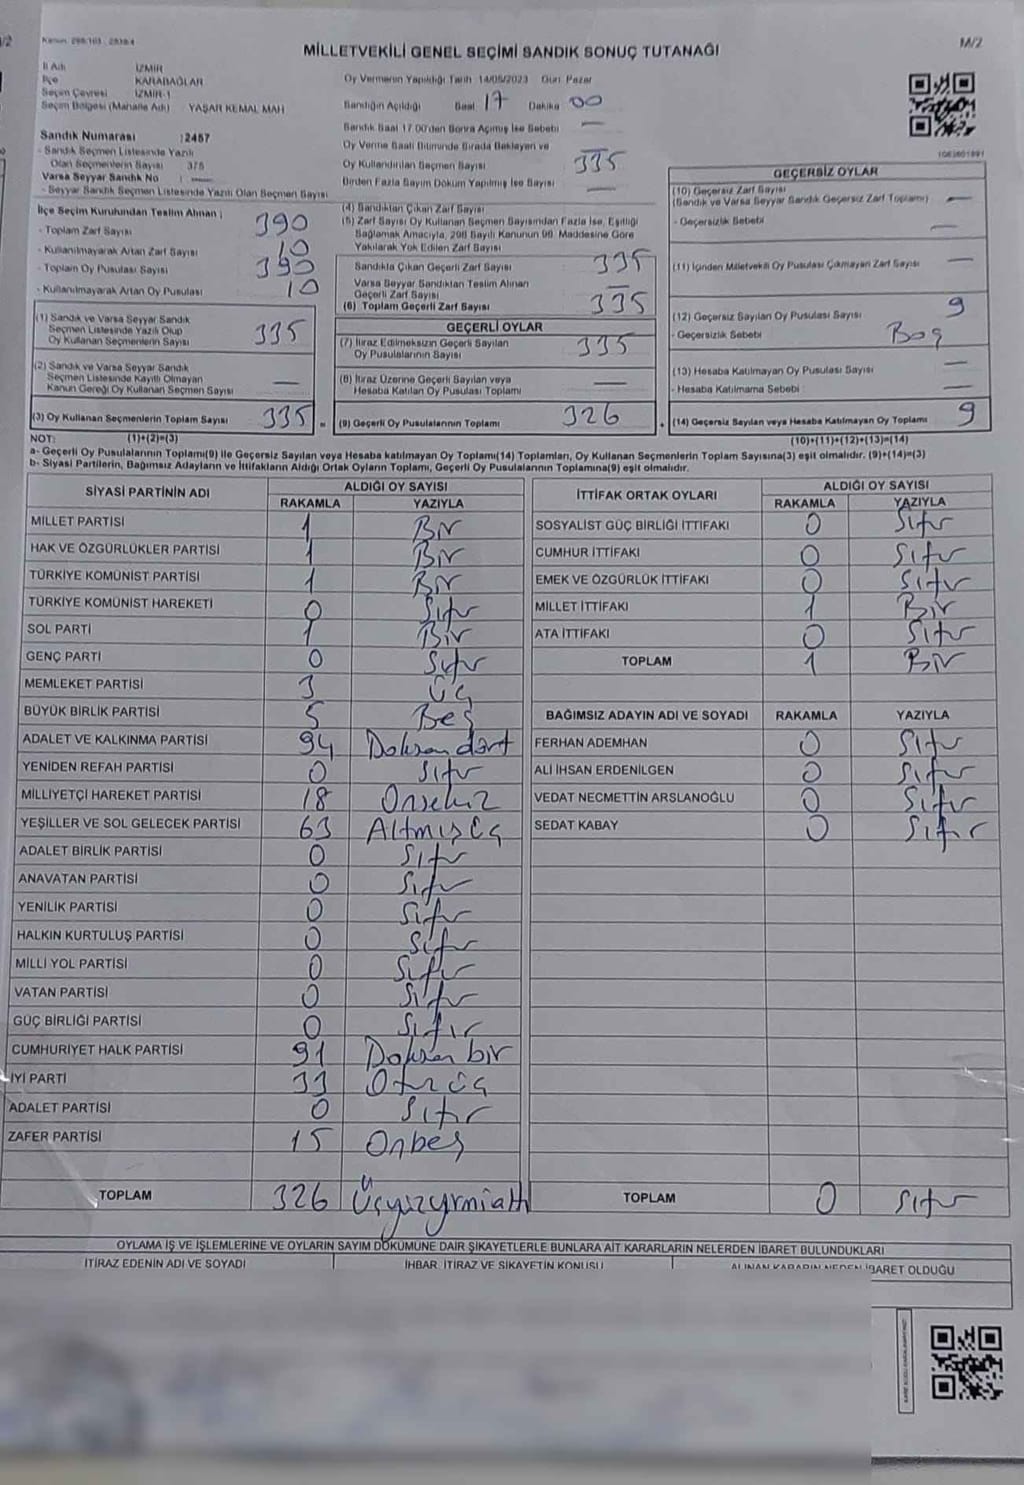 Kanun: 298/103 , 2839/4
M/2
MİLLETVEKİLİ GENEL SEÇİMİ SANDIK SONUÇ TUTANAĞI
İl Adı : İZMİR
İlçe : KARABAĞLAR
Seçim Çevresi : İZMİR-1
Seçim Bölgesi (Mahalle Adı) : YAŞAR KEMAL MAH
Sandık Numarası : 2457
- Sandık Seçmen Listesinde Yazılı
Olan Seçmenlerin Sayısı : 375
Varsa Seyyar Sandık No : —
- Seyyar Sandık Seçmen Listesinde Yazılı Olan Seçmen Sayısı
Oy Vermenin Yapıldığı Tarih 14/05/2023 Gün Pazar
Sandığın Açıldığı Saat 17 Dakika 00
Sandık Saat 17.00'den Sonra Açılmış İse Sebebi —
Oy Verme Saati Bitiminde Sırada Bekleyen ve —
Oy Kullandırılan Seçmen Sayısı 335
Birden Fazla Sayım Döküm Yapılmış İse Sayısı —
1083801891
İlçe Seçim Kurulundan Teslim Alınan ;
- Toplam Zarf Sayısı 390
- Kullanılmayarak Artan Zarf Sayısı 10
- Toplam Oy Pusulası Sayısı 390
- Kullanılmayarak Artan Oy Pusulası 10
(1) Sandık ve Varsa Seyyar Sandık
Seçmen Listesinde Yazılı Olup
Oy Kullanan Seçmenlerin Sayısı 335
(2) Sandık ve Varsa Seyyar Sandık
Seçmen Listesinde Kayıtlı Olmayan
Kanun Gereği Oy Kullanan Seçmen Sayısı —
(3) Oy Kullanan Seçmenlerin Toplam Sayısı 335 =
(4) Sandıktan Çıkan Zarf Sayısı
(5) Zarf Sayısı Oy Kullanan Seçmen Sayısından Fazla İse, Eşitliği
Sağlamak Amacıyla, 298 Sayılı Kanunun 98. Maddesine Göre
Yakılarak Yok Edilen Zarf Sayısı
Sandıkta Çıkan Geçerli Zarf Sayısı 335
Varsa Seyyar Sandıktan Teslim Alınan
Geçerli Zarf Sayısı —
(6) Toplam Geçerli Zarf Sayısı 335
GEÇERLİ OYLAR
(7) İtiraz Edilmeksizin Geçerli Sayılan
Oy Pusulalarının Sayısı 335
(8) İtiraz Üzerine Geçerli Sayılan veya
Hesaba Katılan Oy Pusulası Toplamı —
(9) Geçerli Oy Pusulalarının Toplamı 326 +
GEÇERSİZ OYLAR
(10) Geçersiz Zarf Sayısı
(Sandık ve Varsa Seyyar Sandık Geçersiz Zarf Toplamı) —
- Geçersizlik Sebebi —
(11) İçinden Milletvekili Oy Pusulası Çıkmayan Zarf Sayısı —
(12) Geçersiz Sayılan Oy Pusulası Sayısı 9
- Geçersizlik Sebebi Boş
(13) Hesaba Katılmayan Oy Pusulası Sayısı —
- Hesaba Katılmama Sebebi —
(14) Geçersiz Sayılan veya Hesaba Katılmayan Oy Toplamı 9
NOT: (1)+(2)=(3) (10)+(11)+(12)+(13)=(14)
a- Geçerli Oy Pusulalarının Toplamı(9) ile Geçersiz Sayılan veya Hesaba katılmayan Oy Toplamı(14) Toplamları, Oy Kullanan Seçmenlerin Toplam Sayısına(3) eşit olmalıdır. (9)+(14)=(3)
b- Siyasi Partilerin, Bağımsız Adayların ve İttifakların Aldığı Ortak Oyların Toplamı, Geçerli Oy Pusulalarının Toplamına(9) eşit olmalıdır.
SİYASİ PARTİNİN ADI ALDIĞI OY SAYISI
RAKAMLA YAZIYLA
MİLLET PARTİSİ 1 Bir
HAK VE ÖZGÜRLÜKLER PARTİSİ 1 Bir
TÜRKİYE KOMÜNİST PARTİSİ 1 Bir
TÜRKİYE KOMÜNİST HAREKETİ 0 Sıfır
SOL PARTİ 1 Bir
GENÇ PARTİ 0 Sıfır
MEMLEKET PARTİSİ 3 Üç
BÜYÜK BİRLİK PARTİSİ 5 Beş
ADALET VE KALKINMA PARTİSİ 94 Doksan dört
YENİDEN REFAH PARTİSİ 0 Sıfır
MİLLİYETÇİ HAREKET PARTİSİ 18 Onsekiz
YEŞİLLER VE SOL GELECEK PARTİSİ 63 Altmışüç
ADALET BİRLİK PARTİSİ 0 Sıfır
ANAVATAN PARTİSİ 0 Sıfır
YENİLİK PARTİSİ 0 Sıfır
HALKIN KURTULUŞ PARTİSİ 0 Sıfır
MİLLİ YOL PARTİSİ 0 Sıfır
VATAN PARTİSİ 0 Sıfır
GÜÇ BİRLİĞİ PARTİSİ 0 Sıfır
CUMHURİYET HALK PARTİSİ 91 Doksan bir
İYİ PARTİ 33 Otuz üç
ADALET PARTİSİ 0 Sıfır
ZAFER PARTİSİ 15 Onbeş
TOPLAM 326 Üçyüzyirmialtı
İTTİFAK ORTAK OYLARI ALDIĞI OY SAYISI
RAKAMLA YAZIYLA
SOSYALİST GÜÇ BİRLİĞİ İTTİFAKI 0 Sıfır
CUMHUR İTTİFAKI 0 Sıfır
EMEK VE ÖZGÜRLÜK İTTİFAKI 0 Sıfır
MİLLET İTTİFAKI 1 Bir
ATA İTTİFAKI 0 Sıfır
TOPLAM 1 Bir
BAĞIMSIZ ADAYIN ADI VE SOYADI RAKAMLA YAZIYLA
FERHAN ADEMHAN 0 Sıfır
ALİ İHSAN ERDENİLGEN 0 Sıfır
VEDAT NECMETTİN ARSLANOĞLU 0 Sıfır
SEDAT KABAY 0 Sıfır
TOPLAM 0 Sıfır
OYLAMA İŞ VE İŞLEMLERİNE VE OYLARIN SAYIM DÖKÜMÜNE DAİR ŞİKAYETLERLE BUNLARA AİT KARARLARIN NELERDEN İBARET BULUNDUKLARI
İTİRAZ EDENİN ADI VE SOYADI İHBAR, İTİRAZ VE ŞİKAYETİN KONUSU ALINAN KARARIN NEDEN İBARET OLDUĞU